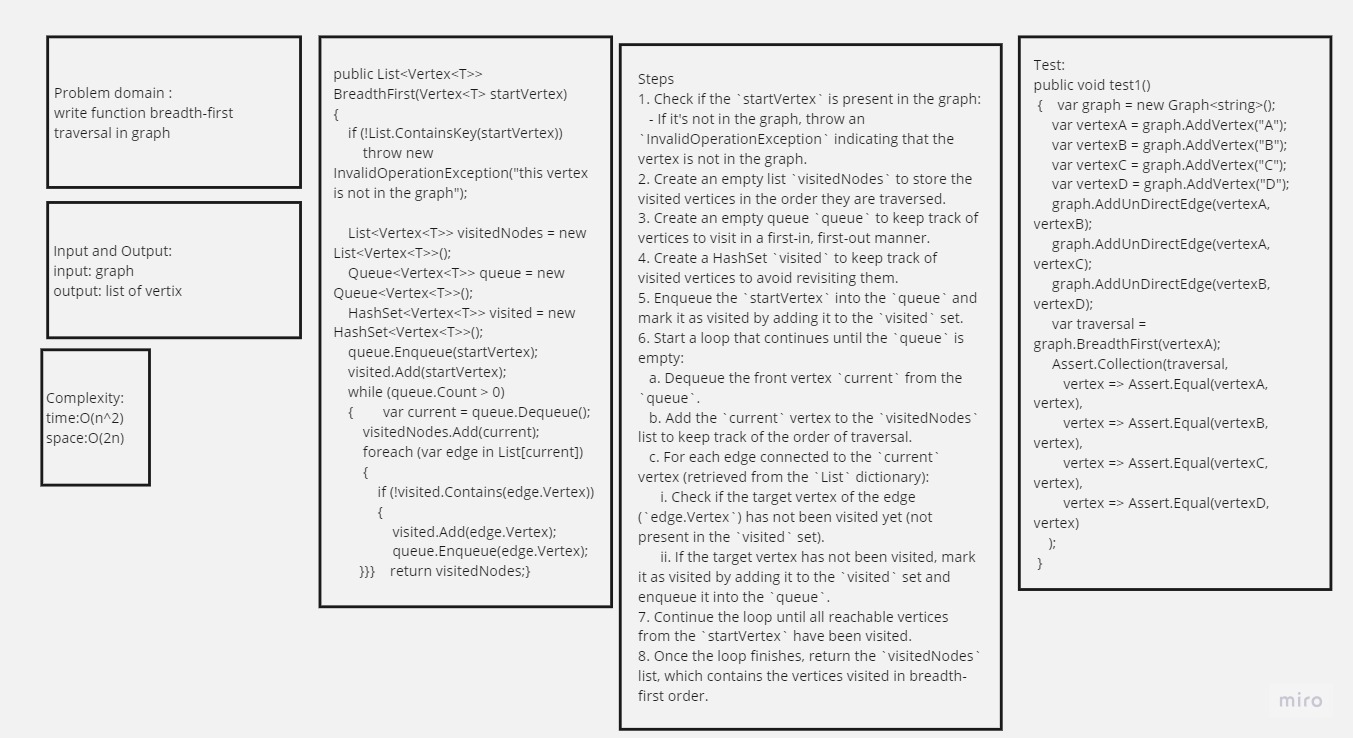 Problem domain :
write function breadth-first
traversal in graph
Input and Output:
input: graph
output: list of vertix
Complexity:
time:O(n^2)
space:O(2n)
public List<Vertex<T>>
BreadthFirst(Vertex<T> startVertex)
{
if (!List.ContainsKey(startVertex))
throw new
InvalidOperationException("this vertex
is not in the graph");
List<Vertex<T>> visitedNodes = new
List<Vertex<T>>();
Queue<Vertex<T>> queue = new
Queue<Vertex<T>>();
HashSet<Vertex<T>> visited = new
HashSet<Vertex<T>>();
queue.Enqueue(startVertex);
visited.Add(startVertex);
while (queue.Count > 0)
{ var current = queue.Dequeue();
visitedNodes.Add(current);
foreach (var edge in List[current])
{
if (!visited.Contains(edge.Vertex))
{
visited.Add(edge.Vertex);
queue.Enqueue(edge.Vertex);
}}} return visitedNodes;}
Steps
1. Check if the `startVertex` is present in the graph:
- If it's not in the graph, throw an
`InvalidOperationException` indicating that the
vertex is not in the graph.
2. Create an empty list `visitedNodes` to store the
visited vertices in the order they are traversed.
3. Create an empty queue `queue` to keep track of
vertices to visit in a first-in, first-out manner.
4. Create a HashSet `visited` to keep track of
visited vertices to avoid revisiting them.
5. Enqueue the `startVertex` into the `queue` and
mark it as visited by adding it to the `visited` set.
6. Start a loop that continues until the `queue` is
empty:
a. Dequeue the front vertex `current` from the
`queue`.
b. Add the `current` vertex to the `visitedNodes`
list to keep track of the order of traversal.
c. For each edge connected to the `current`
vertex (retrieved from the `List` dictionary):
i. Check if the target vertex of the edge
(`edge.Vertex`) has not been visited yet (not
present in the `visited` set).
ii. If the target vertex has not been visited, mark
it as visited by adding it to the `visited` set and
enqueue it into the `queue`.
7. Continue the loop until all reachable vertices
from the `startVertex` have been visited.
8. Once the loop finishes, return the `visitedNodes`
list, which contains the vertices visited in breadth-
first order.
Test:
public void test1()
{ var graph = new Graph<string>();
var vertexA = graph.AddVertex("A");
var vertexB = graph.AddVertex("B");
var vertexC = graph.AddVertex("C");
var vertexD = graph.AddVertex("D");
graph.AddUnDirectEdge(vertexA,
vertexB);
graph.AddUnDirectEdge(vertexA,
vertexC);
graph.AddUnDirectEdge(vertexB,
vertexD);
var traversal =
graph.BreadthFirst(vertexA);
Assert.Collection(traversal,
vertex => Assert.Equal(vertexA,
vertex),
vertex => Assert.Equal(vertexB,
vertex),
vertex => Assert.Equal(vertexC,
vertex),
vertex => Assert.Equal(vertexD,
vertex)
);
}
miro